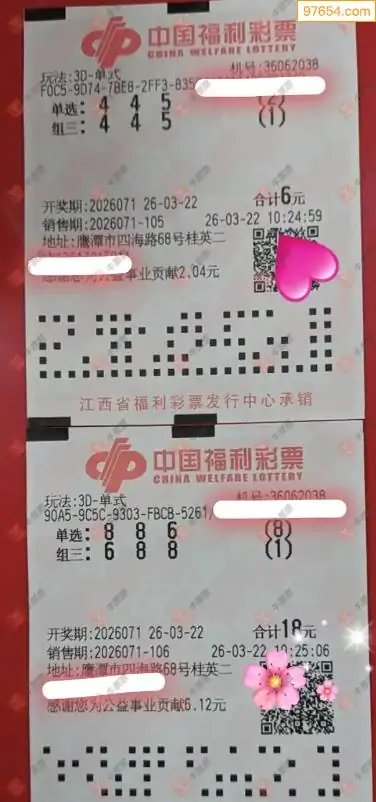 97654.com
中国福利彩票
CHINA WELFARE LOTTERY
玩法:3D-单式 机号:36062038
F0C5-9D74-7BE8-2FF3-B35
单选: 4 4 5 (2)
组三: 4 4 5 (1)
开奖期:2026071 26-03-22 合计6元
销售期:2026071-105 26-03-22 10:24:59
地址:鹰潭市四海路68号桂英二
感谢您为公益事业贡献2.04元
江西省福利彩票发行中心承销
中国福利彩票
CHINA WELFARE LOTTERY
玩法:3D-单式 机号:36062038
90A5-9C5C-9303-FBCB-5261/
单选: 8 8 6 (8)
组三: 6 8 8 (1)
开奖期:2026071 26-03-22 合计18元
销售期:2026071-106 26-03-22 10:25:06
地址:鹰潭市四海路68号桂英二
感谢您为公益事业贡献6.12元